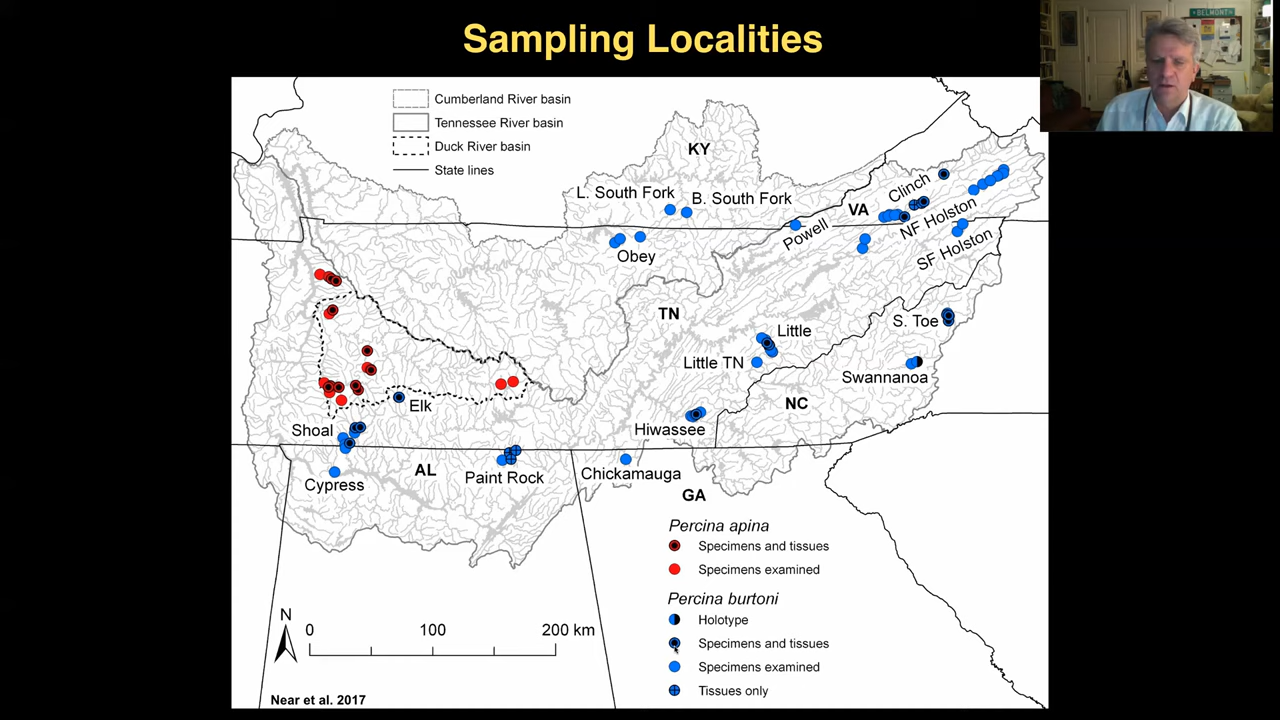 Sampling Localities
BELMONT
Cumberland River basin
Tennessee River basin
Duck River basin
State lines
KY
L. South Fork
B. South Fork
Clinch
VA
NF Holston
Powell
SF Holston
Obey
TN
S. Toe
Little
Little TN
Swannanoa
NC
Elk
Shoal
Hiwassee
AL
Paint Rock
Chickamauga
Cypress
GA
Percina apina
Specimens and tissues
Specimens examined
Percina burtoni
Holotype
Specimens and tissues
Specimens examined
Tissues only
N
0 100 200 km
Near et al. 2017